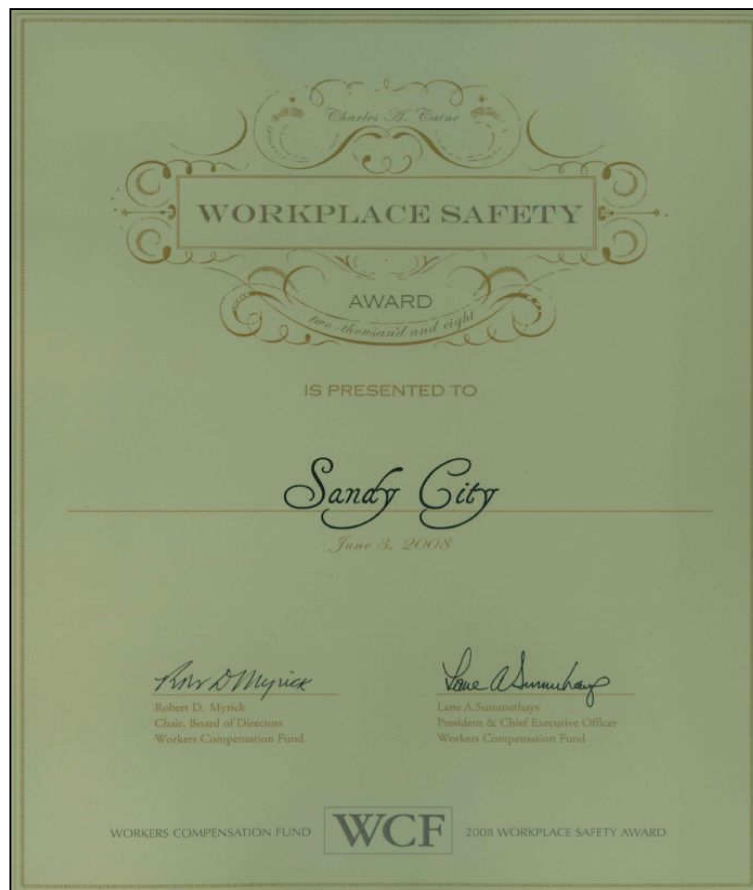 Charles A. Caine
WORKPLACE SAFETY
AWARD
two-thousand and eight
IS PRESENTED TO
Sandy City
June 3, 2008
Robert D. Myrick
Chair, Board of Directors
Workers Compensation Fund
Lane A. Summerhays
President & Chief Executive Officer
Workers Compensation Fund
WORKERS COMPENSATION FUND WCF 2008 WORKPLACE SAFETY AWARD